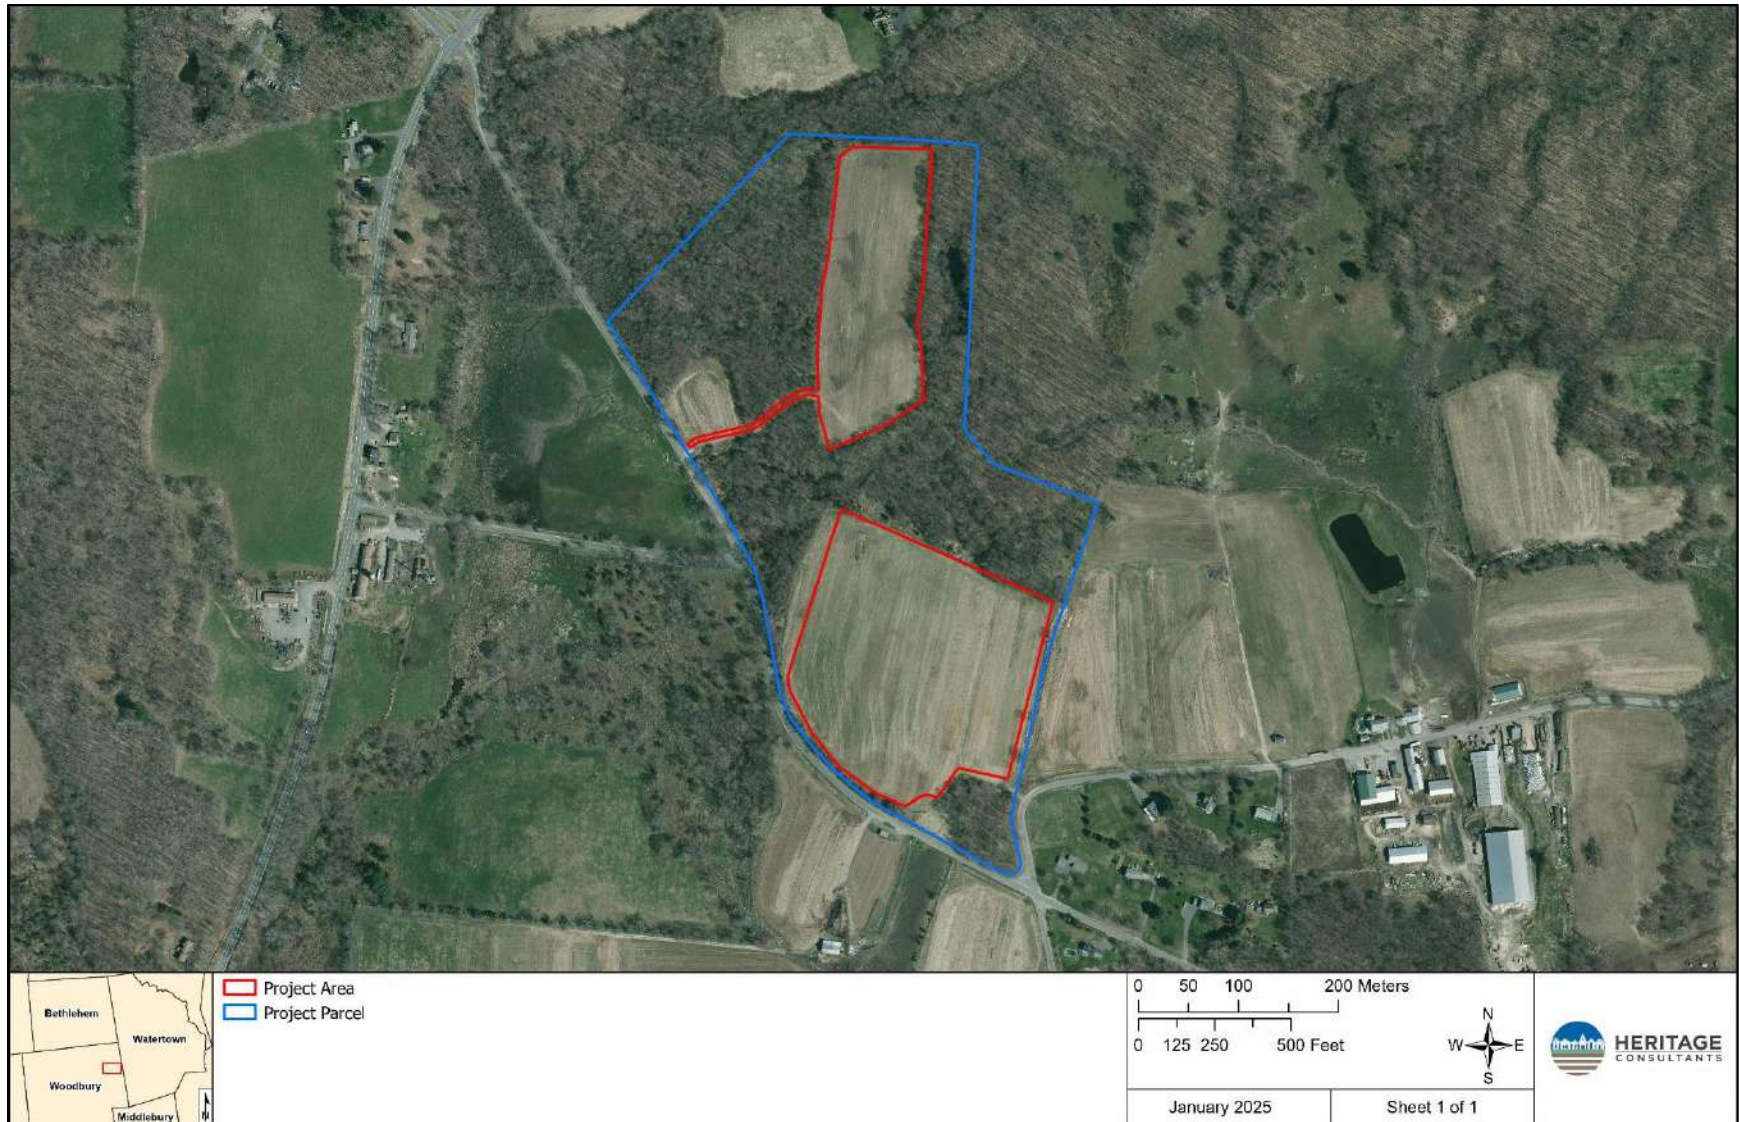 Bethlehem
Watertown
Woodbury
Middlebury
N
Project Area
Project Parcel
0 50 100 200 Meters
0 125 250 500 Feet
N
W E
S
January 2025
Sheet 1 of 1
HERITAGE
CONSULTANTS